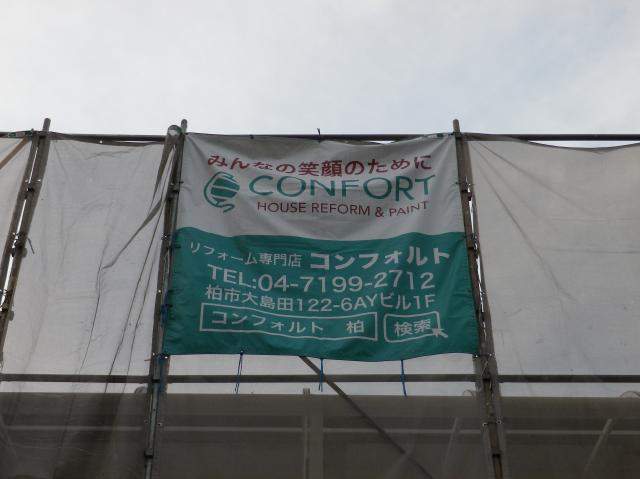 みんなの笑顔のために
CONFORT
HOUSE REFORM & PAINT
リフォーム専門店 コンフォルト
TEL:04-7199-2712
柏市大島田122-6AYビル1F
コンフォルト 柏 検索